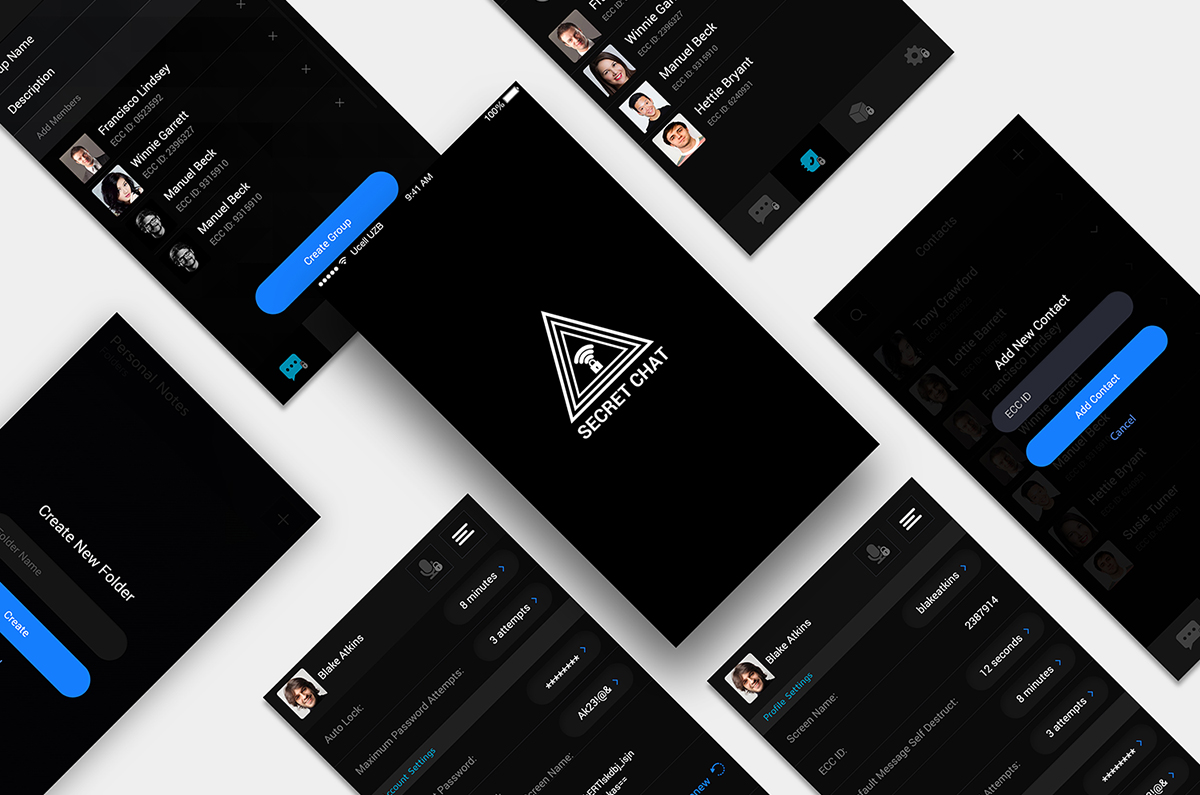 Name
Description
Add Members
Francisco Lindsey
ECC ID: 0523592
Winnie Garrett
ECC ID: 2396327
Manuel Beck
ECC ID: 9315910
Manuel Beck
ECC ID: 9315910
Create Group
Winnie Garrett
ECC ID: 2396327
Manuel Beck
ECC ID: 9315910
Hettie Bryant
ECC ID: 6240931
Ucell UZB
9:41 AM
100%
SECRET CHAT
Contacts
Tony Crawford
Lottie Barrett
Francisco Lindsey
Winnie Garrett
Manuel Beck
Hettie Bryant
Susie Turner
Add New Contact
ECC ID
Add Contact
Cancel
Personal Notes
Folders
Create New Folder
Folder Name
Create
Blake Atkins
Auto Lock:
8 minutes
Maximum Password Attempts:
3 attempts
Account Settings
Password:
********
Screen Name:
Ak23!/@&
Blake Atkins
Profile Settings
Screen Name:
blakeatkins
ECC ID:
2387914
Default Message Self Destruct:
12 seconds
8 minutes
Attempts:
3 attempts
********